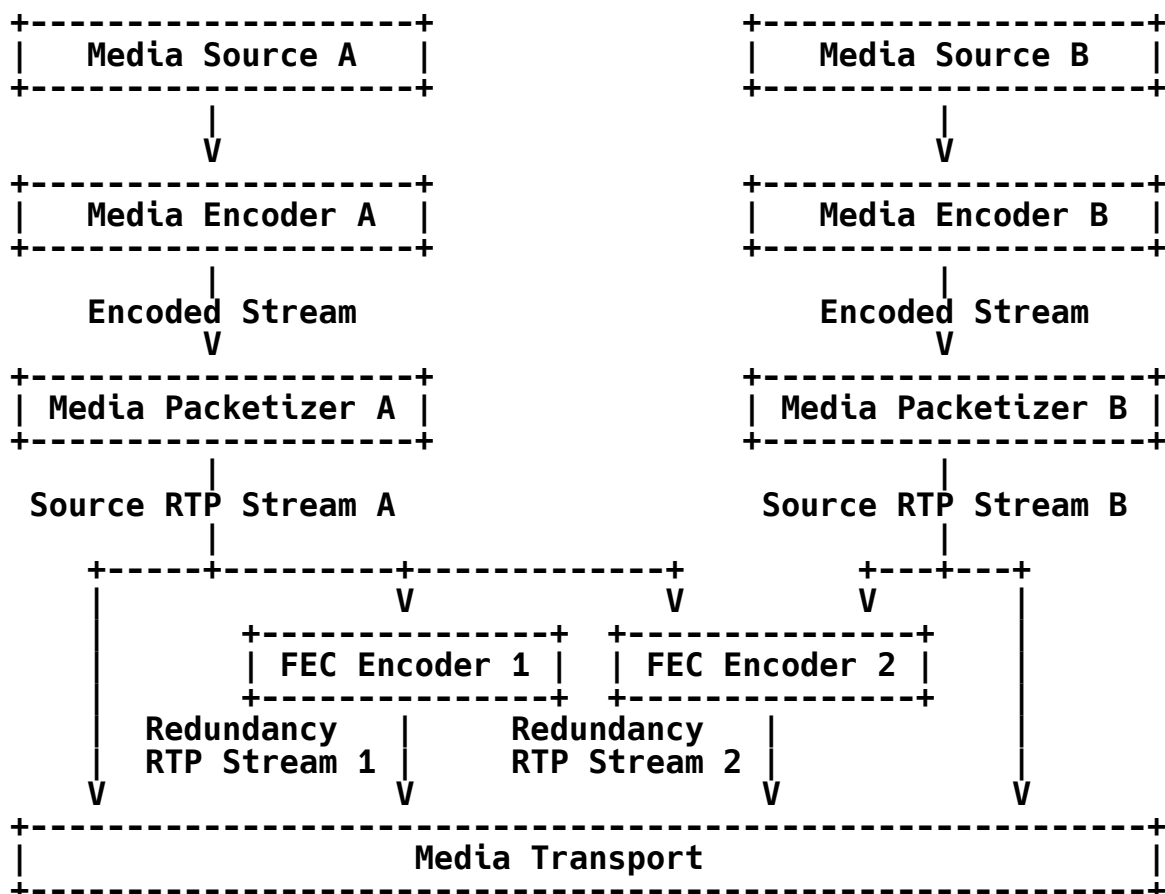 +--------------------+                +--------------------+
|   Media Source A   |                |   Media Source B   |
+--------------------+                +--------------------+
          |                                     |
          V                                     V
+--------------------+                +--------------------+
|   Media Encoder A  |                |   Media Encoder B  |
+--------------------+                +--------------------+
          |                                     |
    Encoded Stream                        Encoded Stream
          V                                     V
+--------------------+                +--------------------+
| Media Packetizer A |                | Media Packetizer B |
+--------------------+                +--------------------+
          |                                     |
 Source RTP Stream A                   Source RTP Stream B
          |                                     |
    +-----+---------+-------------+         +---+---+
    |               V             V         V       |
    |       +---------------+  +---------------+    |
    |       | FEC Encoder 1 |  | FEC Encoder 2 |    |
    |       +---------------+  +---------------+    |
    |  Redundancy   |     Redundancy   |            |
    |  RTP Stream 1 |     RTP Stream 2 |            |
    V               V                  V            V
+----------------------------------------------------------+
|                    Media Transport                       |
+----------------------------------------------------------+